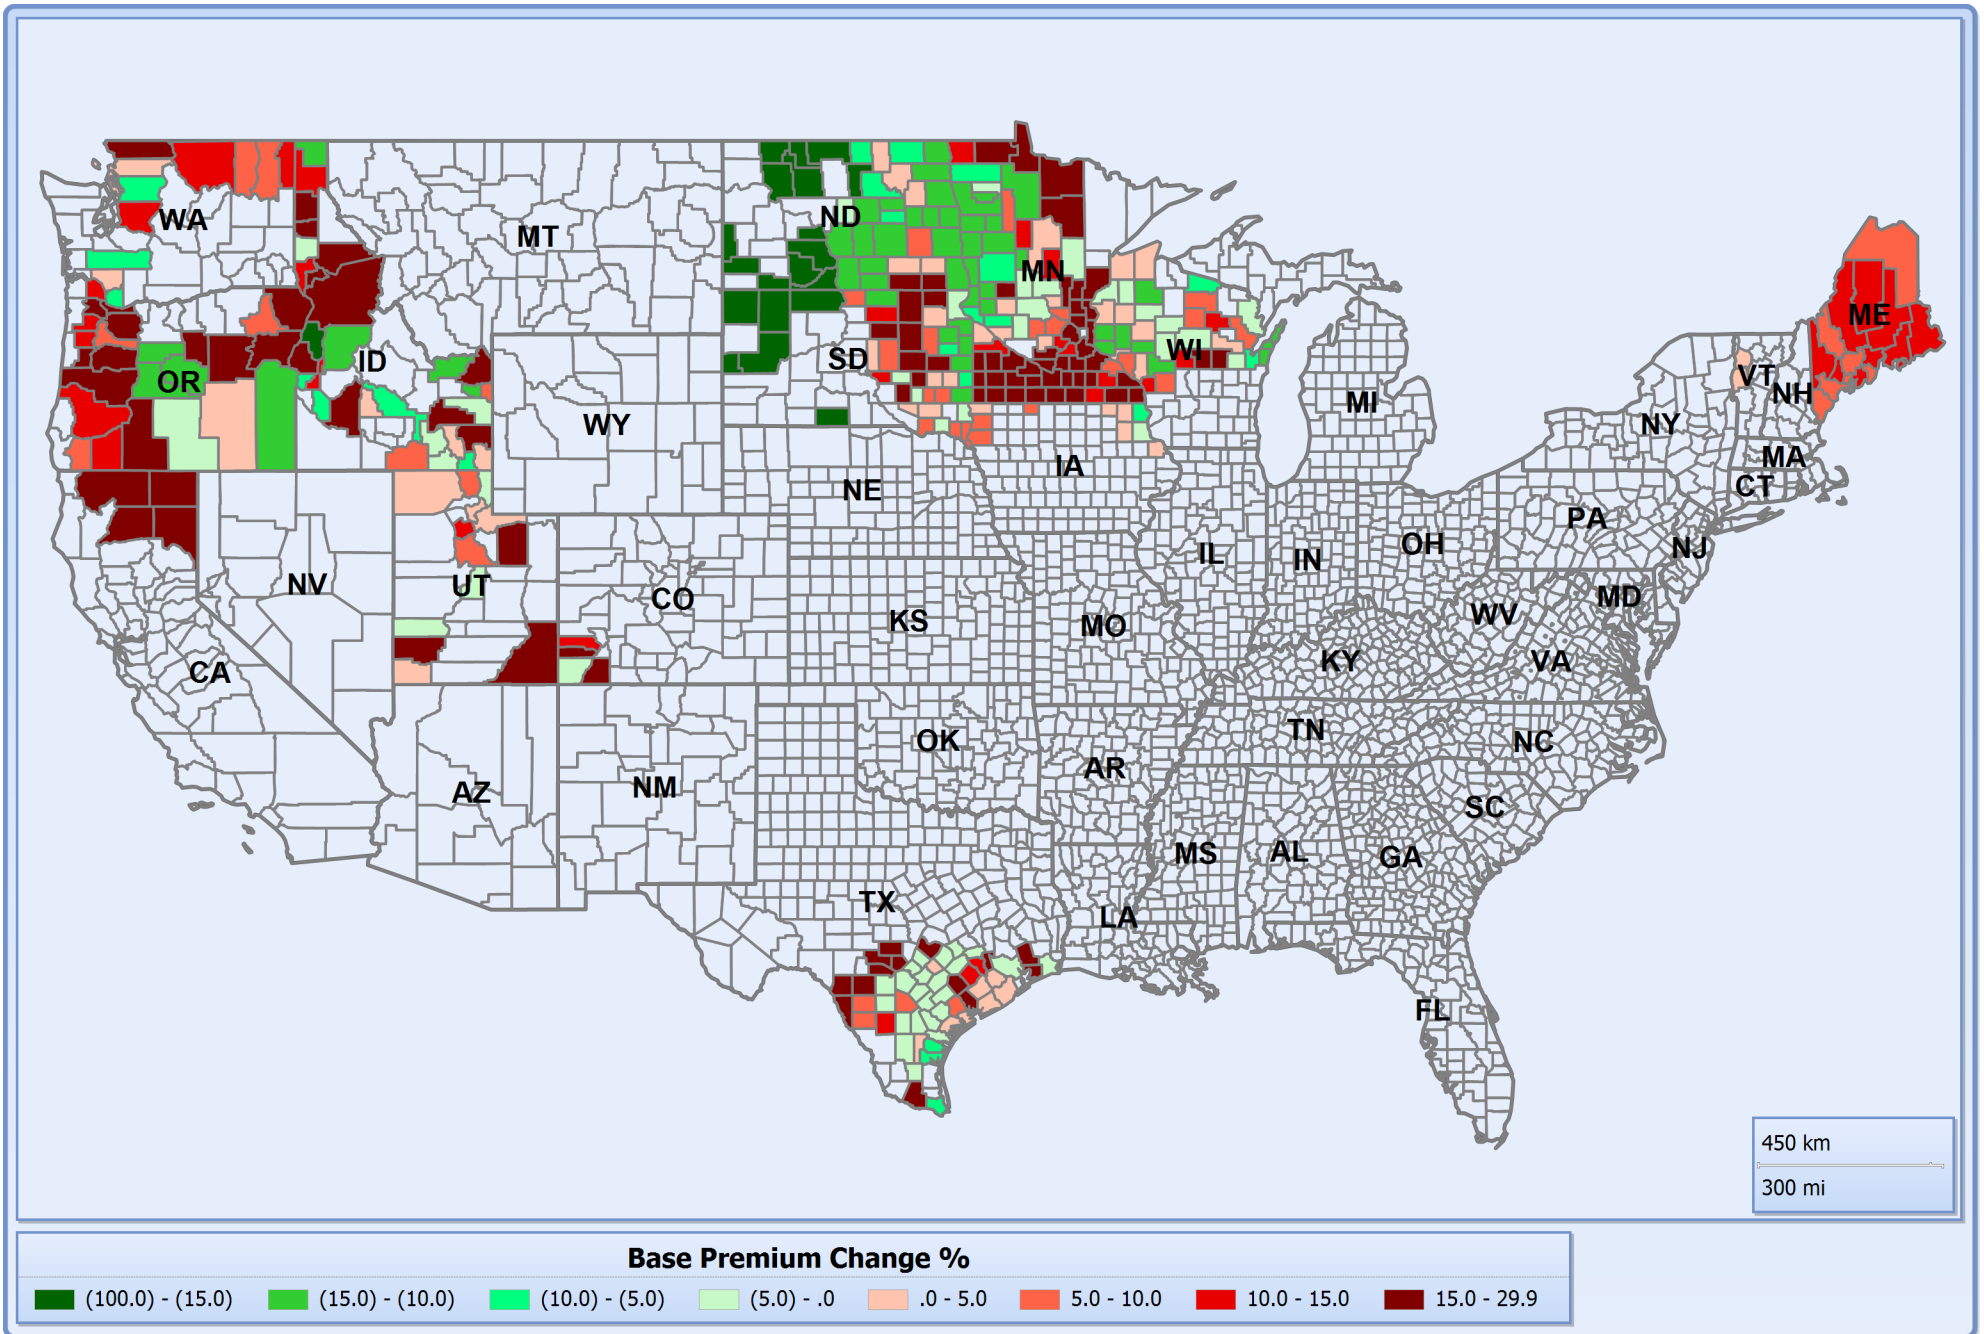 WA
MT
ND
MN
ME
OR
ID
SD
WI
VT
NH
WY
MI
NY
MA
CT
IA
NE
PA
NJ
NV
UT
CO
IL
IN
OH
MD
WV
KS
MO
KY
VA
CA
OK
TN
NC
AZ
NM
AR
SC
MS
AL
GA
TX
LA
FL
450 km
300 mi
Base Premium Change %
(100.0) - (15.0) (15.0) - (10.0) (10.0) - (5.0) (5.0) - .0 .0 - 5.0 5.0 - 10.0 10.0 - 15.0 15.0 - 29.9